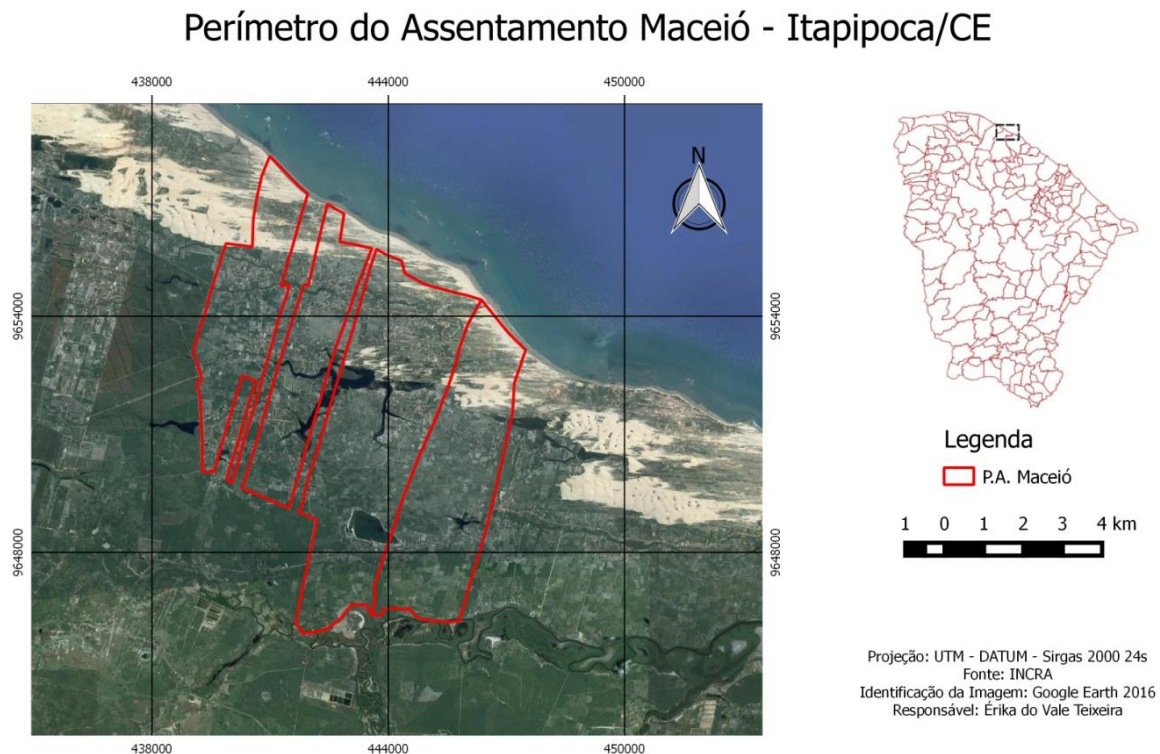 Perímetro do Assentamento Maceió - Itapipoca/CE
438000 444000 450000
N
9654000 9654000
9648000 9648000
438000 444000 450000
Legenda
P.A. Maceió
1 0 1 2 3 4 km
Projeção: UTM - DATUM - Sirgas 2000 24s
Fonte: INCRA
Identificação da Imagem: Google Earth 2016
Responsável: Érika do Vale Teixeira